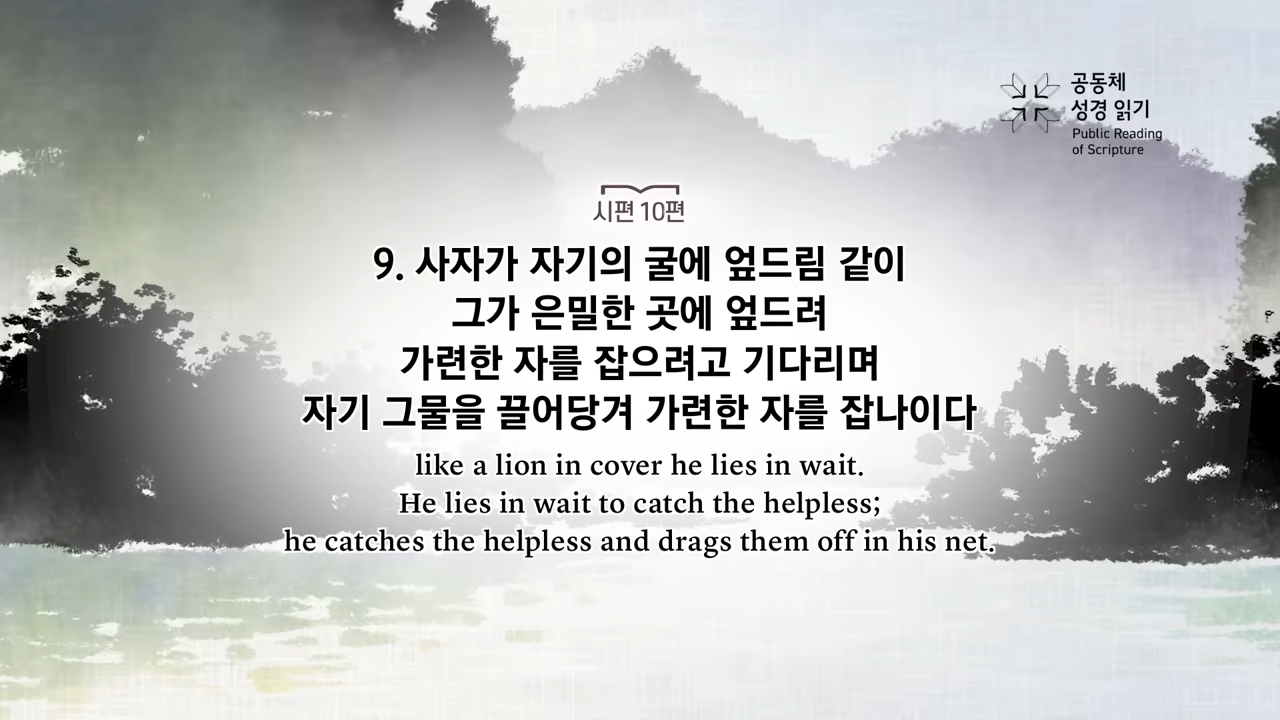 공동체
성경 읽기
Public Reading
of Scripture
시편 10편
9. 사자가 자기의 굴에 엎드림 같이
그가 은밀한 곳에 엎드려
가련한 자를 잡으려고 기다리며
자기 그물을 끌어당겨 가련한 자를 잡나이다
like a lion in cover he lies in wait.
He lies in wait to catch the helpless;
he catches the helpless and drags them off in his net.